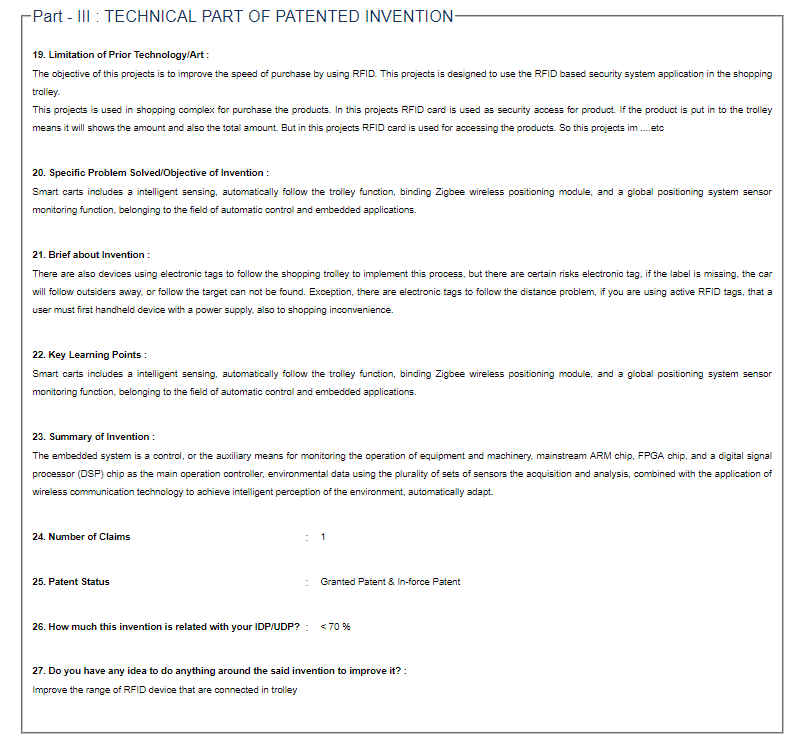 Part - III : TECHNICAL PART OF PATENTED INVENTION
19. Limitation of Prior Technology/Art :
The objective of this projects is to improve the speed of purchase by using RFID. This projects is designed to use the RFID based security system application in the shopping
trolley.
This projects is used in shopping complex for purchase the products. In this projects RFID card is used as security access for product. If the product is put in to the trolley
means it will shows the amount and also the total amount. But in this projects RFID card is used for accessing the products. So this projects im ....etc
20. Specific Problem Solved/Objective of Invention :
Smart carts includes a intelligent sensing, automatically follow the trolley function, binding Zigbee wireless positioning module, and a global positioning system sensor
monitoring function, belonging to the field of automatic control and embedded applications.
21. Brief about Invention :
There are also devices using electronic tags to follow the shopping trolley to implement this process, but there are certain risks electronic tag, if the label is missing, the car
will follow outsiders away, or follow the target can not be found. Exception, there are electronic tags to follow the distance problem, if you are using active RFID tags, that a
user must first handheld device with a power supply, also to shopping inconvenience.
22. Key Learning Points :
Smart carts includes a intelligent sensing, automatically follow the trolley function, binding Zigbee wireless positioning module, and a global positioning system sensor
monitoring function, belonging to the field of automatic control and embedded applications.
23. Summary of Invention :
The embedded system is a control, or the auxiliary means for monitoring the operation of equipment and machinery, mainstream ARM chip, FPGA chip, and a digital signal
processor (DSP) chip as the main operation controller, environmental data using the plurality of sets of sensors the acquisition and analysis, combined with the application of
wireless communication technology to achieve intelligent perception of the environment, automatically adapt.
24. Number of Claims : 1
25. Patent Status : Granted Patent & In-force Patent
26. How much this invention is related with your IDP/UDP? : < 70 %
27. Do you have any idea to do anything around the said invention to improve it? :
Improve the range of RFID device that are connected in trolley